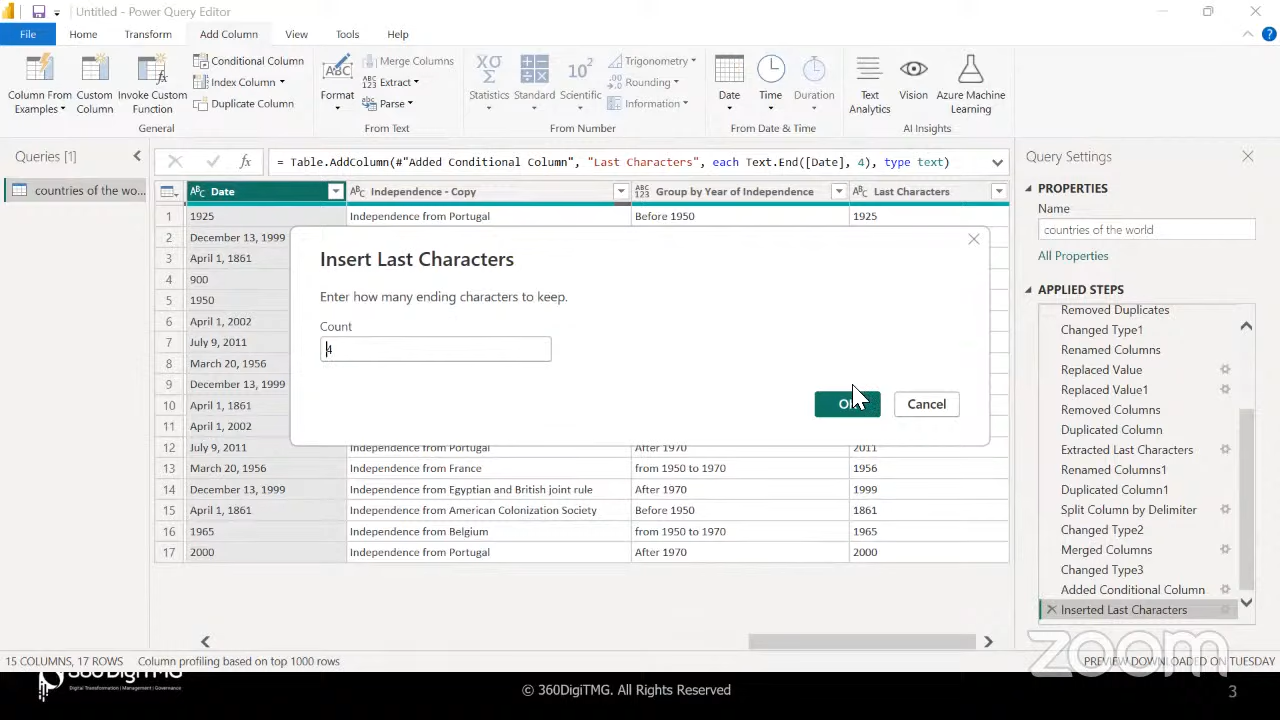 Untitled - Power Query Editor
File Home Transform Add Column View Tools Help
Column From Examples
Custom Column
Invoke Custom Function
Conditional Column
Index Column
Duplicate Column
General
Format
Merge Columns
Extract
Parse
From Text
Statistics
Standard
Scientific
Trigonometry
Rounding
Information
From Number
Date
Time
Duration
From Date & Time
Text Analytics
Vision
Azure Machine Learning
AI Insights
Queries [1]
= Table.AddColumn(#"Added Conditional Column", "Last Characters", each Text.End([Date], 4), type text)
countries of the wo...
Date Independence - Copy Group by Year of Independence Last Characters
1 1925 Independence from Portugal Before 1950 1925
2 December 13, 1999
3 April 1, 1861
4 900
5 1950
6 April 1, 2002
7 July 9, 2011
8 March 20, 1956
9 December 13, 1999
10 April 1, 1861
11 April 1, 2002
12 July 9, 2011 Independence from Portugal After 1970 2011
13 March 20, 1956 Independence from France from 1950 to 1970 1956
14 December 13, 1999 Independence from Egyptian and British joint rule After 1970 1999
15 April 1, 1861 Independence from American Colonization Society Before 1950 1861
16 1965 Independence from Belgium from 1950 to 1970 1965
17 2000 Independence from Portugal After 1970 2000
Insert Last Characters
Enter how many ending characters to keep.
Count
4
Cancel
Query Settings
PROPERTIES
Name
countries of the world
All Properties
APPLIED STEPS
Removed Duplicates
Changed Type1
Renamed Columns
Replaced Value
Replaced Value1
Removed Columns
Duplicated Column
Extracted Last Characters
Renamed Columns1
Duplicated Column1
Split Column by Delimiter
Changed Type2
Merged Columns
Changed Type3
Added Conditional Column
Inserted Last Characters
15 COLUMNS, 17 ROWS Column profiling based on top 1000 rows
PREVIEW DOWNLOADED ON TUESDAY
zoom
360DigiTMG
Digital Transformation | Management | Governance
© 360DigiTMG. All Rights Reserved
3